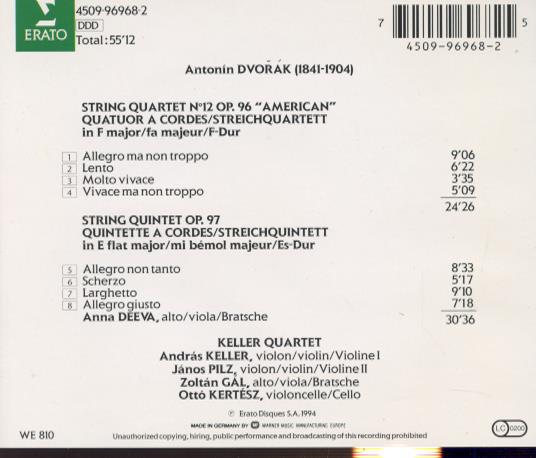 ERATO
4509-96968-2
DDD
Total: 55'12
7 4509-96968-2 5
Antonín DVOŘÁK (1841-1904)
STRING QUARTET Nº12 OP. 96 "AMERICAN"
QUATUOR A CORDES/STREICHQUARTETT
in F major/fa majeur/F-Dur
1 Allegro ma non troppo 9'06
2 Lento 6'22
3 Molto vivace 3'35
4 Vivace ma non troppo 5'09
24'26
STRING QUINTET OP. 97
QUINTETTE A CORDES/STREICHQUINTETT
in E flat major/mi bémol majeur/Es-Dur
5 Allegro non tanto 8'33
6 Scherzo 5'17
7 Larghetto 9'10
8 Allegro giusto 7'18
Anna DEEVA, alto/viola/Bratsche 30'36
KELLER QUARTET
András KELLER, violon/violin/Violine I
János PILZ, violon/violin/Violine II
Zoltán GÁL, alto/viola/Bratsche
Ottó KERTÉSZ, violoncelle/Cello
℗ Erato Disques S.A. 1994
MADE IN GERMANY BY WARNER MUSIC MANUFACTURING EUROPE
WE 810
Unauthorized copying, hiring, public performance and broadcasting of this recording prohibited
LC 0200